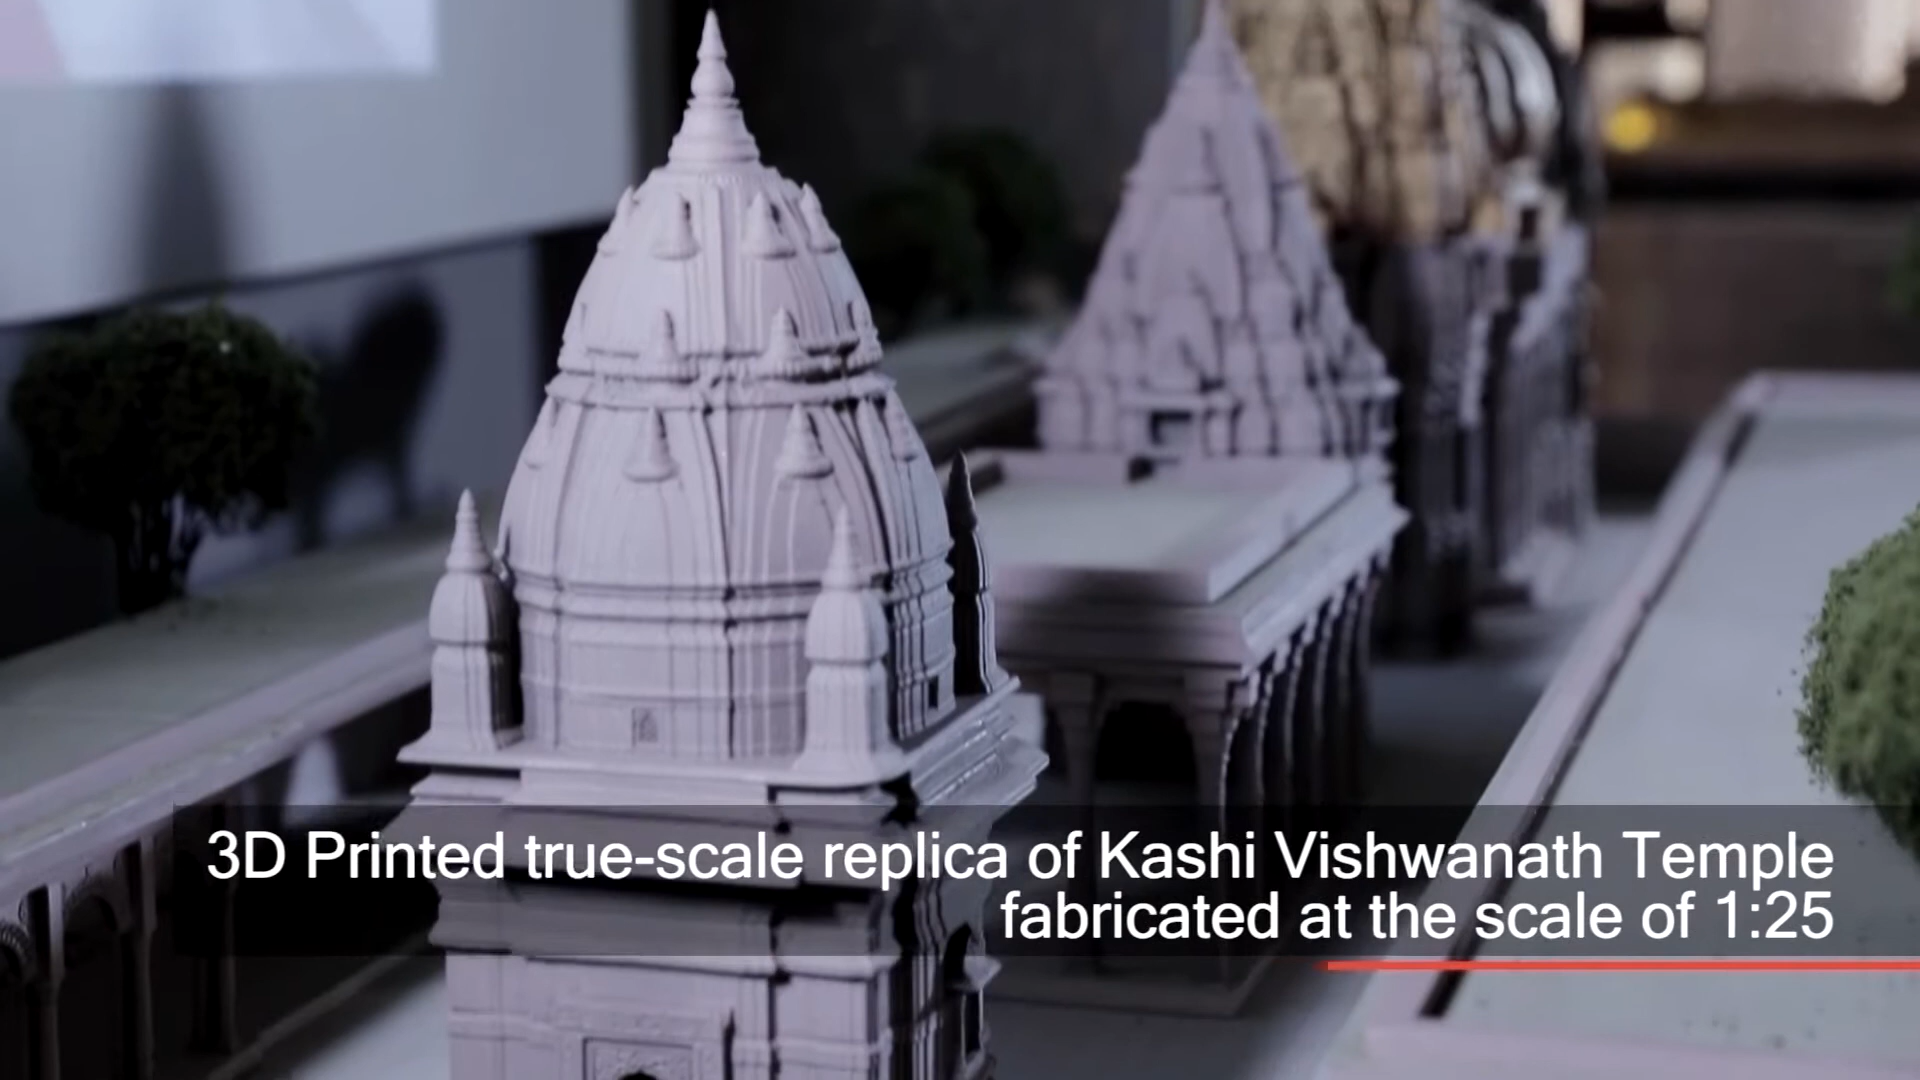 3D Printed true-scale replica of Kashi Vishwanath Temple
fabricated at the scale of 1:25